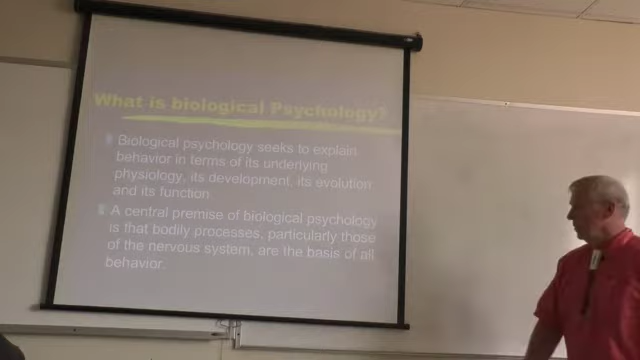 What is biological Psychology?
Biological psychology seeks to explain
behavior in terms of its underlying
physiology, its development, its evolution
and its function
A central premise of biological psychology
is that bodily processes, particularly those
of the nervous system, are the basis of all
behavior.